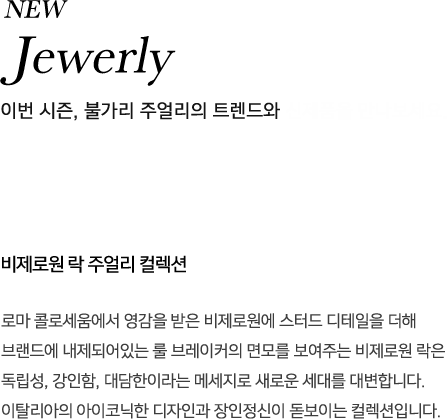 NEW
Jewerly
이번 시즌, 불가리 주얼리의 트렌드와
비제로원 락 주얼리 컬렉션
로마 콜로세움에서 영감을 받은 비제로원에 스터드 디테일을 더해
브랜드에 내제되어있는 룰 브레이커의 면모를 보여주는 비제로원 락은
독립성, 강인함, 대담한이라는 메세지로 새로운 세대를 대변합니다.
이탈리아의 아이코닉한 디자인과 장인정신이 돋보이는 컬렉션입니다.